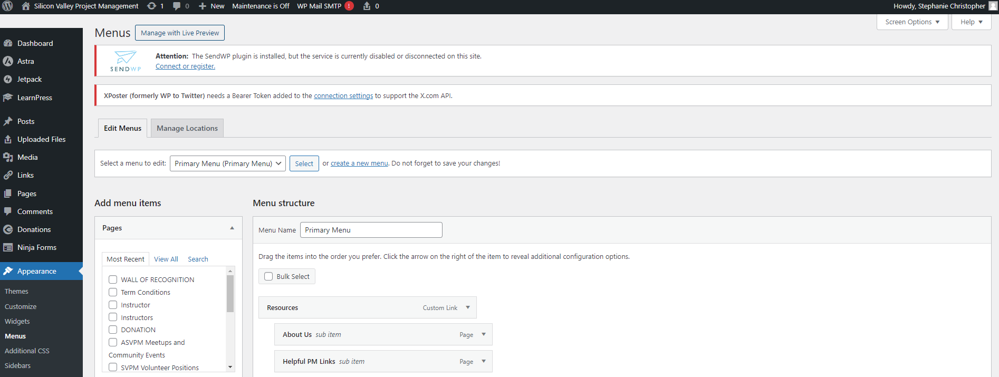 Silicon Valley Project Management 1 0 New Maintenance is Off WP Mail SMTP ! 0 Howdy, Stephanie Christopher
Screen Options Help
Menus Manage with Live Preview
Dashboard
Astra
Jetpack
LearnPress
Posts
Uploaded Files
Media
Links
Pages
Comments
Donations
Ninja Forms
Appearance
Themes
Customize
Widgets
Menus
Additional CSS
Sidebars
SENDWP
Attention: The SendWP plugin is installed, but the service is currently disabled or disconnected on this site.
Connect or register.
XPoster (formerly WP to Twitter) needs a Bearer Token added to the connection settings to support the X.com API.
Edit Menus Manage Locations
Select a menu to edit: Primary Menu (Primary Menu) Select or create a new menu. Do not forget to save your changes!
Add menu items
Pages
Most Recent View All Search
WALL OF RECOGNITION
Term Conditions
Instructor
Instructors
DONATION
ASVPM Meetups and
Community Events
SVPM Volunteer Positions
Menu structure
Menu Name Primary Menu
Drag the items into the order you prefer. Click the arrow on the right of the item to reveal additional configuration options.
Bulk Select
Resources Custom Link
About Us sub item Page
Helpful PM Links sub item Page